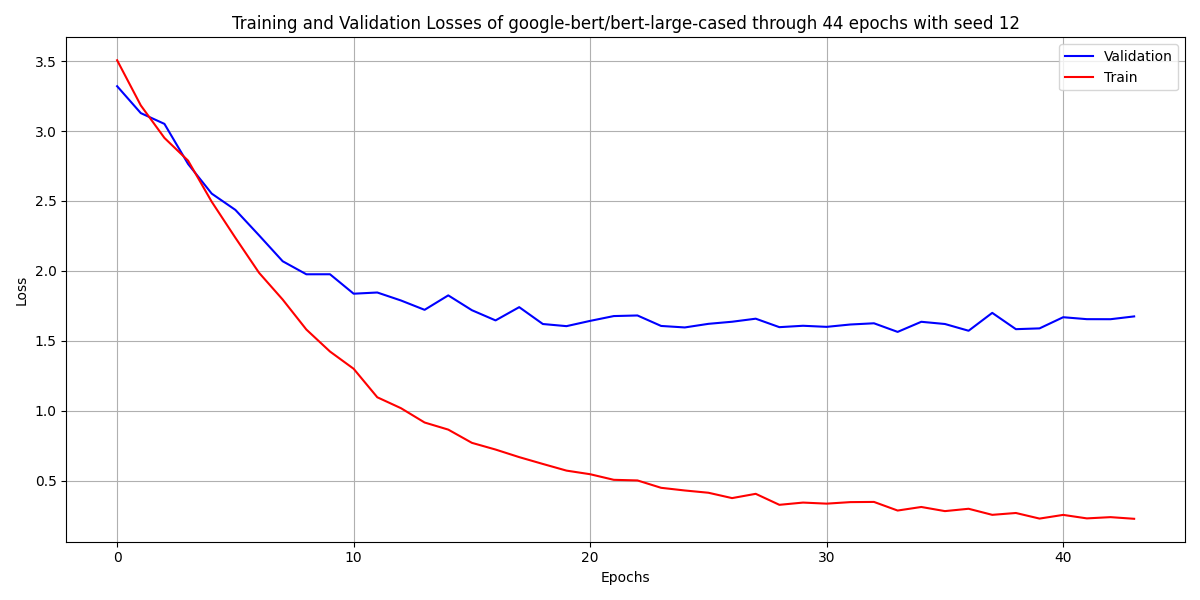 Training and Validation Losses of google-bert/bert-large-cased through 44 epochs with seed 12
Validation
Train
3.5
3.0
2.5
2.0
1.5
1.0
0.5
Loss
0
10
20
30
40
Epochs